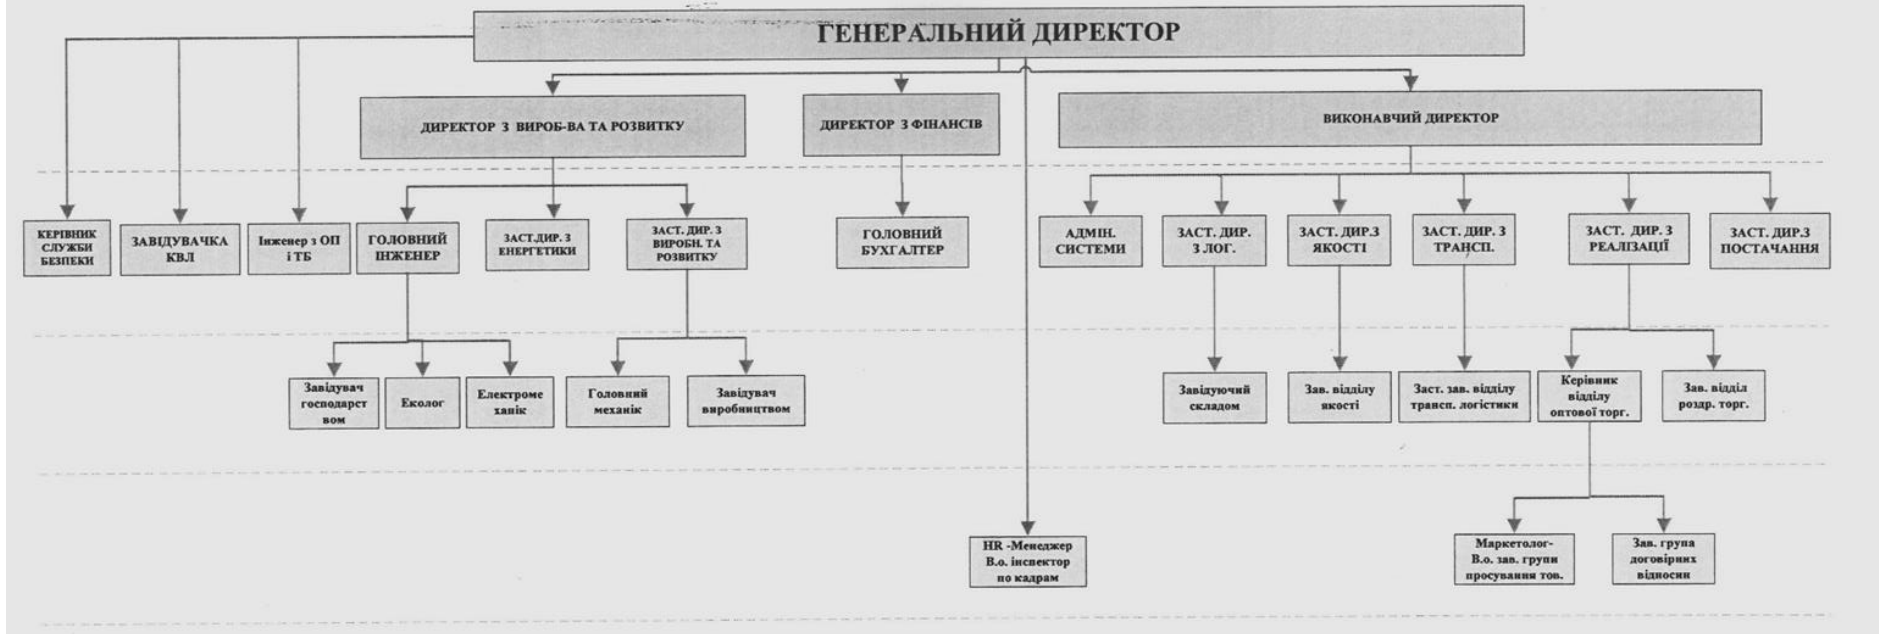 ГЕНЕРАЛЬНИЙ ДИРЕКТОР
ДИРЕКТОР З ВИРОБ-ВА ТА РОЗВИТКУ
ДИРЕКТОР З ФІНАНСІВ
ВИКОНАВЧИЙ ДИРЕКТОР
КЕРІВНИК
СЛУЖБИ
БЕЗПЕКИ
ЗАВІДУВАЧКА
КВЛ
Інженер з ОП
і ТБ
ГОЛОВНИЙ
ІНЖЕНЕР
ЗАСТ.ДИР. З
ЕНЕРГЕТИКИ
ЗАСТ. ДИР. З
ВИРОБН. ТА
РОЗВИТКУ
ГОЛОВНИЙ
БУХГАЛТЕР
АДМІН.
СИСТЕМИ
ЗАСТ. ДИР.
З ЛОГ.
ЗАСТ. ДИР.З
ЯКОСТІ
ЗАСТ. ДИР. З
ТРАНСП.
ЗАСТ. ДИР. З
РЕАЛІЗАЦІЇ
ЗАСТ. ДИР.З
ПОСТАЧАННЯ
Завідувач
господарст
вом
Еколог
Електроме
ханік
Головний
механік
Завідувач
виробництвом
Завідуючий
складом
Зав. відділу
якості
Заст. зав. відділу
трансп. логістики
Керівник
відділу
оптової торг.
Зав. відділ
роздр. торг.
HR -Менеджер
В.о. інспектор
по кадрам
Маркетолог-
В.о. зав. групи
просування тов.
Зав. група
договірних
відносин